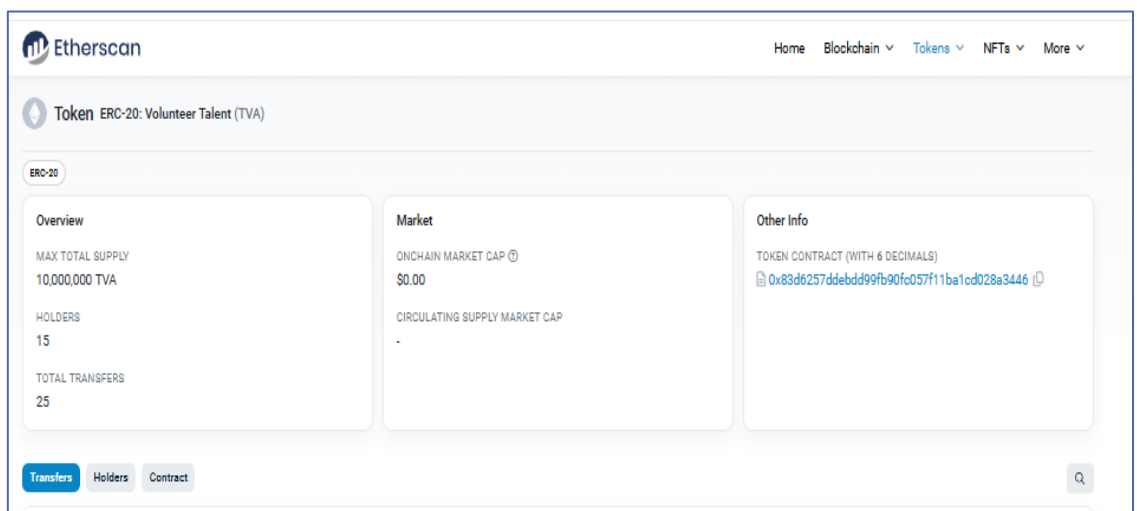 Etherscan
Home Blockchain Tokens NFTs More
Token ERC-20: Volunteer Talent (TVA)
ERC-20
Overview
MAX TOTAL SUPPLY
10,000,000 TVA
HOLDERS
15
TOTAL TRANSFERS
25
Market
ONCHAIN MARKET CAP
$0.00
CIRCULATING SUPPLY MARKET CAP
-
Other Info
TOKEN CONTRACT (WITH 6 DECIMALS)
0x83d6257ddebdd99fb90fc057f11ba1cd028a3446
Transfers Holders Contract